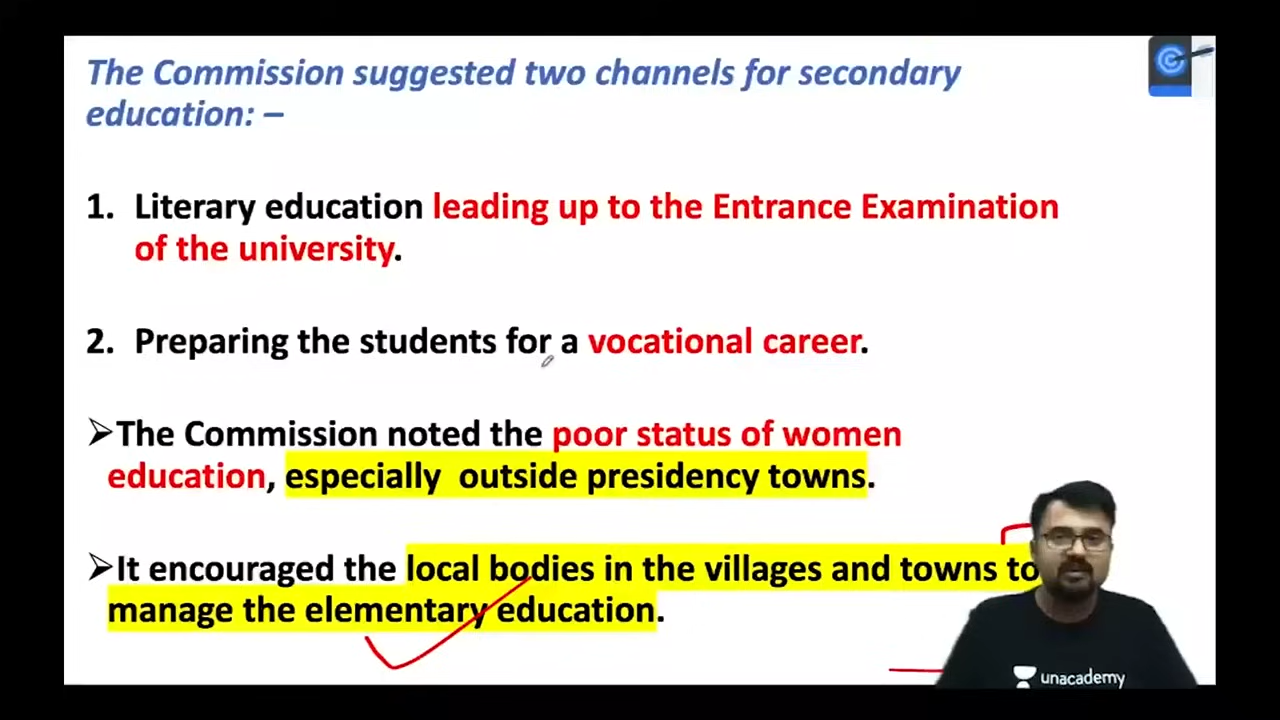 The Commission suggested two channels for secondary
education: –
1. Literary education leading up to the Entrance Examination
of the university.
2. Preparing the students for a vocational career.
➢The Commission noted the poor status of women
education, especially outside presidency towns.
➢It encouraged the local bodies in the villages and towns to
manage the elementary education.
unacademy